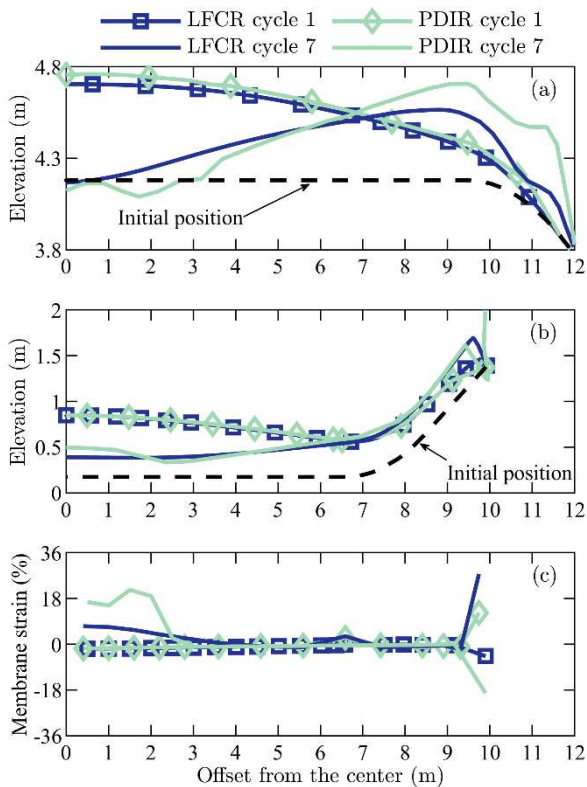 LFCR cycle 1
PDIR cycle 1
LFCR cycle 7
PDIR cycle 7
4.8
4.3
3.8
Elevation (m)
(a)
Initial position
0 1 2 3 4 5 6 7 8 9 10 11 12
2
1.5
1
0.5
0
Elevation (m)
(b)
Initial position
0 1 2 3 4 5 6 7 8 9 10 11 12
36
18
0
-18
-36
Membrane strain (%)
(c)
0 1 2 3 4 5 6 7 8 9 10 11 12
Offset from the center (m)